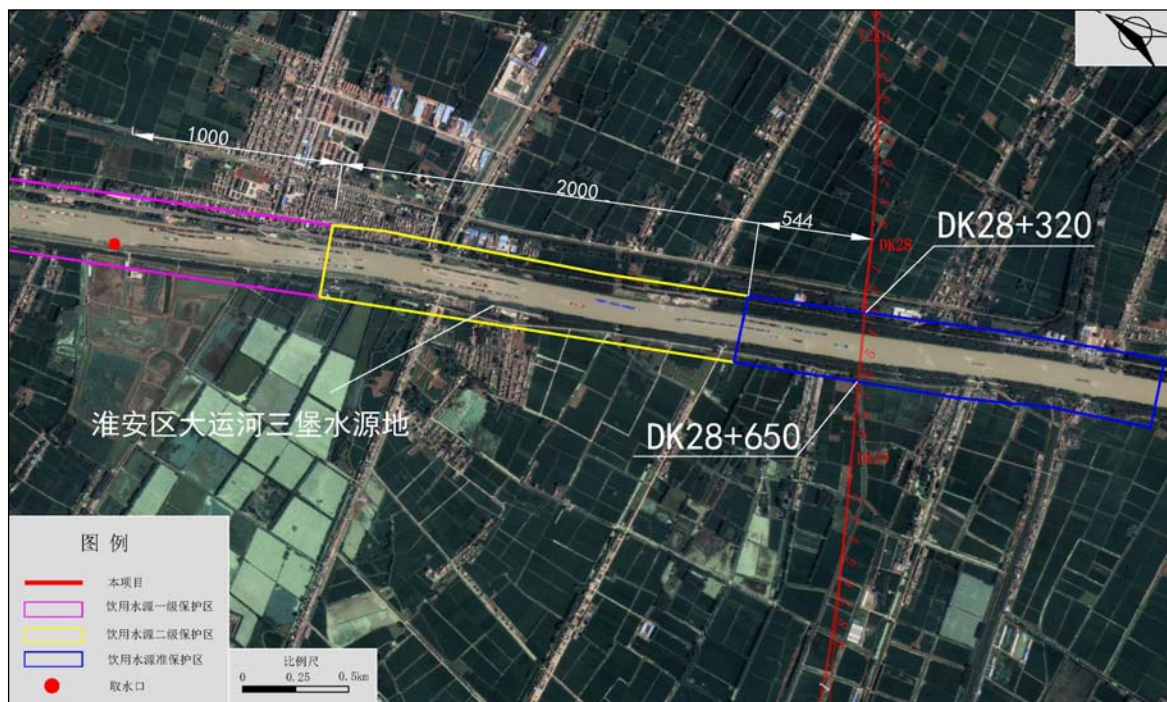 1000
2000
544
DK28+320
DK28
淮安区大运河三堡水源地
DK28+650
图 例
本项目
饮用水源一级保护区
饮用水源二级保护区
饮用水源准保护区
取水口
比例尺
0 0.25 0.5km